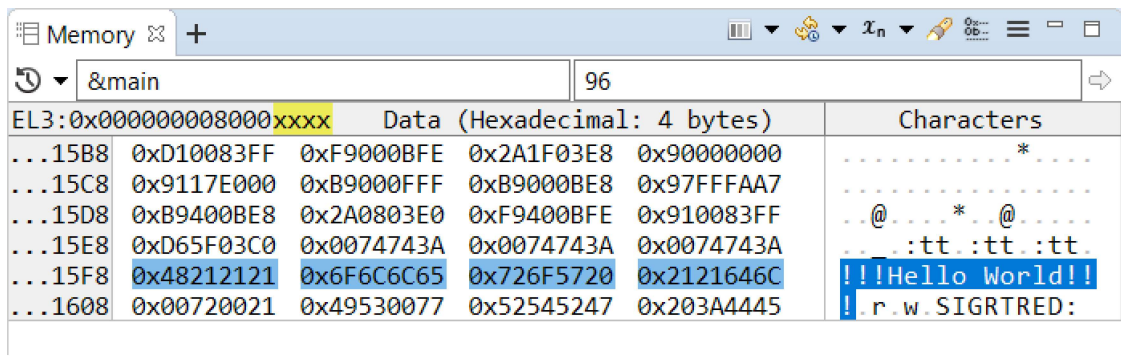 Memory
&main 96
EL3:0x000000008000xxxx Data (Hexadecimal: 4 bytes) Characters
...15B8 0xD10083FF 0xF9000BFE 0x2A1F03E8 0x90000000 ...........*....
...15C8 0x9117E000 0xB9000FFF 0xB9000BE8 0x97FFFAA7 ................
...15D8 0xB9400BE8 0x2A0803E0 0xF9400BFE 0x910083FF ..@....*..@.....
...15E8 0xD65F03C0 0x0074743A 0x0074743A 0x0074743A .._.:tt.:tt.:tt.
...15F8 0x48212121 0x6F6C6C65 0x726F5720 0x2121646C !!!Hello World!!
...1608 0x00720021 0x49530077 0x52545247 0x203A4445 !.r.w.SIGRTRED: